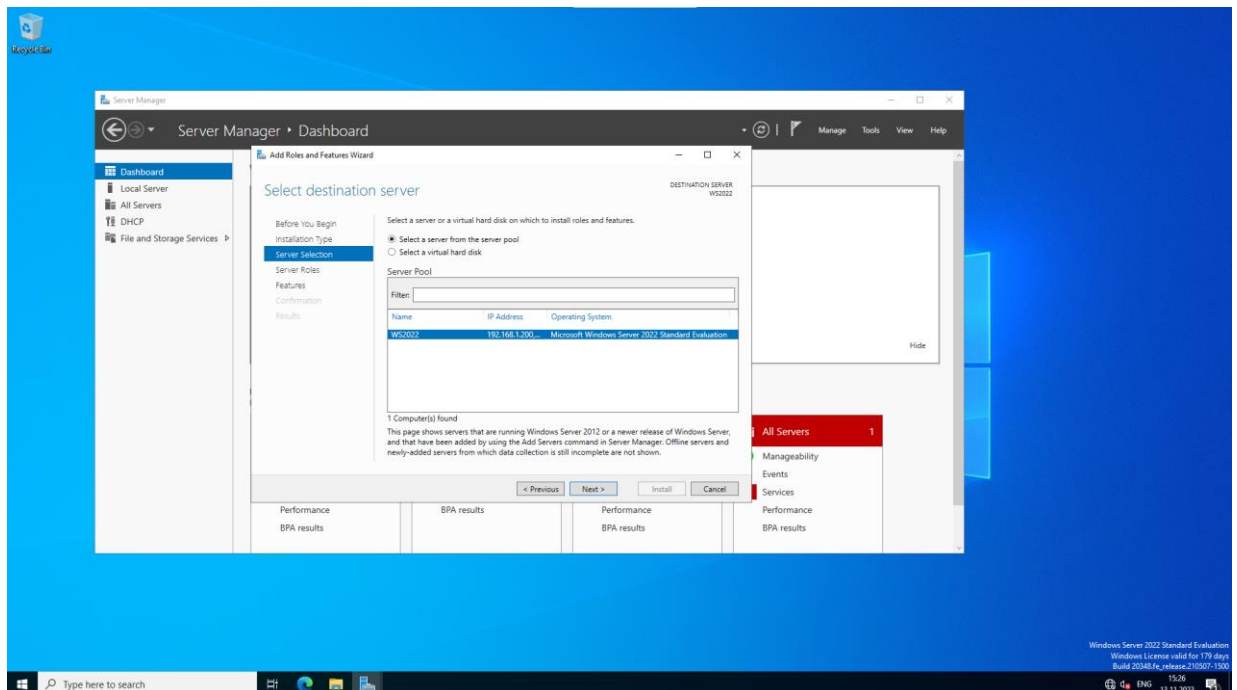 Recycle Bin
Server Manager
Server Manager • Dashboard
Manage Tools View Help
Dashboard
Local Server
All Servers
DHCP
File and Storage Services
Add Roles and Features Wizard
Select destination server
DESTINATION SERVER
WS2022
Before You Begin
Installation Type
Server Selection
Server Roles
Features
Confirmation
Results
Select a server or a virtual hard disk on which to install roles and features.
Select a server from the server pool
Select a virtual hard disk
Server Pool
Filter:
Name IP Address Operating System
WS2022 192.168.1.200,... Microsoft Windows Server 2022 Standard Evaluation
1 Computer(s) found
This page shows servers that are running Windows Server 2012 or a newer release of Windows Server,
and that have been added by using the Add Servers command in Server Manager. Offline servers and
newly-added servers from which data collection is still incomplete are not shown.
< Previous Next > Install Cancel
Hide
All Servers 1
Manageability
Events
Services
Performance
BPA results
Performance
BPA results
BPA results
Performance
BPA results
Windows Server 2022 Standard Evaluation
Windows License valid for 179 days
Build 20348.fe_release.210507-1500
Type here to search
ENG
15:26
13.11.2023